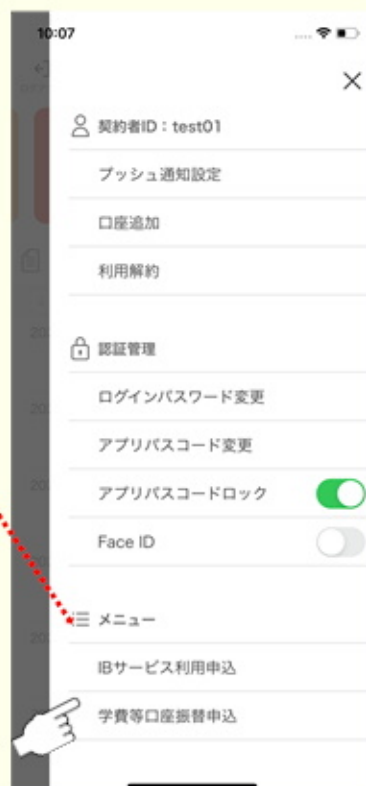 10:07
契約者ID：test01
プッシュ通知設定
口座追加
利用解約
認証管理
ログインパスワード変更
アプリパスコード変更
アプリパスコードロック
Face ID
メニュー
IBサービス利用申込
学費等口座振替申込